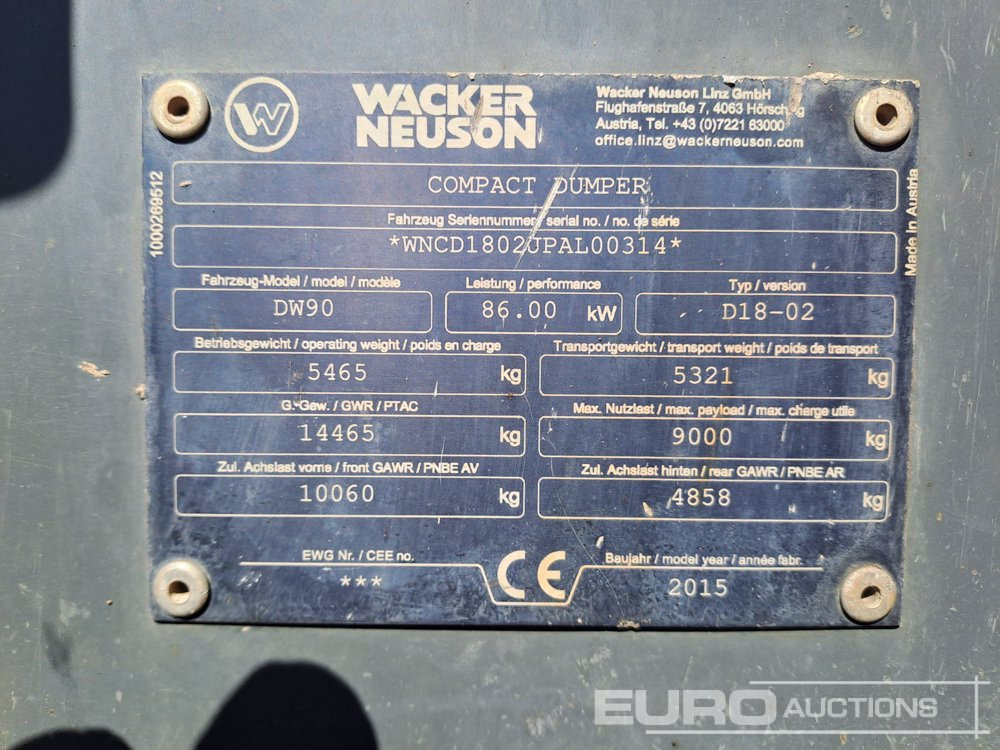 WACKER
NEUSON
Wacker Neuson Linz GmbH
Flughafenstraße 7, 4063 Hörsching
Austria, Tel. +43 (0)7221 63000
office.linz@wackerneuson.com
1000269512
Made in Austria
COMPACT DUMPER
Fahrzeug Seriennummer / serial no. / no. de série
*WNCD1802JPAL00314*
Fahrzeug-Model / model / modèle
DW90
Leistung / performance
86.00 kW
Typ / version
D18-02
Betriebsgewicht / operating weight / poids en charge
5465 kg
Transportgewicht / transport weight / poids de transport
5321 kg
G.-Gew. / GWR / PTAC
14465 kg
Max. Nutzlast / max. payload / max. charge utile
9000 kg
Zul. Achslast vorne / front GAWR / PNBE AV
10060 kg
Zul. Achslast hinten / rear GAWR / PNBE AR
4858 kg
EWG Nr. / CEE no.
***
CE
Baujahr / model year / année fabr.
2015
EURO AUCTIONS